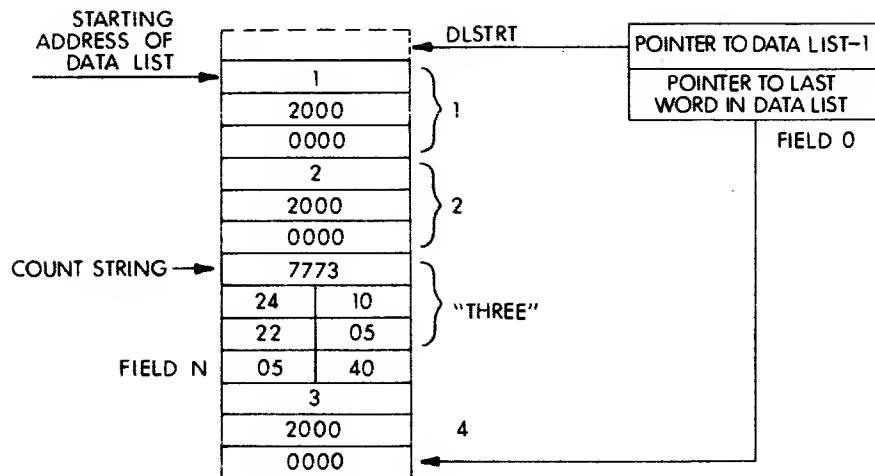 STARTING
ADDRESS OF
DATA LIST
DLSTRT
POINTER TO DATA LIST-1
POINTER TO LAST
WORD IN DATA LIST
FIELD 0
1
2000
0000
1
2
2000
0000
2
COUNT STRING
7773
24 10
22 05
"THREE"
FIELD N
05 40
3
2000
4
0000